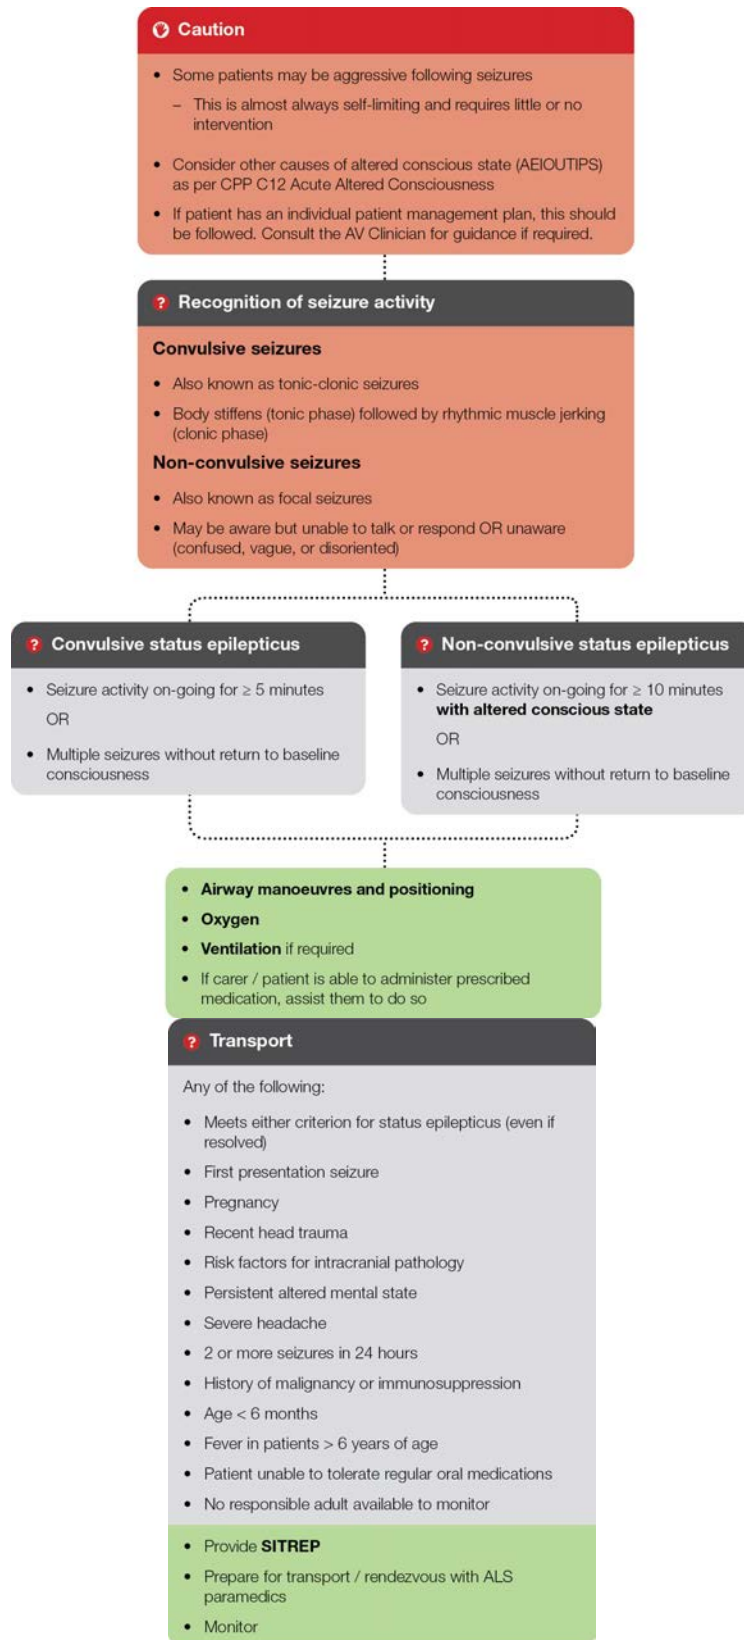 Caution
• Some patients may be aggressive following seizures
– This is almost always self-limiting and requires little or no
intervention
• Consider other causes of altered conscious state (AEIOUTIPS)
as per CPP C12 Acute Altered Consciousness
• If patient has an individual patient management plan, this should
be followed. Consult the AV Clinician for guidance if required.
? Recognition of seizure activity
Convulsive seizures
• Also known as tonic-clonic seizures
• Body stiffens (tonic phase) followed by rhythmic muscle jerking
(clonic phase)
Non-convulsive seizures
• Also known as focal seizures
• May be aware but unable to talk or respond OR unaware
(confused, vague, or disoriented)
? Convulsive status epilepticus
• Seizure activity on-going for ≥ 5 minutes
OR
• Multiple seizures without return to baseline
consciousness
? Non-convulsive status epilepticus
• Seizure activity on-going for ≥ 10 minutes
with altered conscious state
OR
• Multiple seizures without return to baseline
consciousness
• Airway manoeuvres and positioning
• Oxygen
• Ventilation if required
• If carer / patient is able to administer prescribed
medication, assist them to do so
? Transport
Any of the following:
• Meets either criterion for status epilepticus (even if
resolved)
• First presentation seizure
• Pregnancy
• Recent head trauma
• Risk factors for intracranial pathology
• Persistent altered mental state
• Severe headache
• 2 or more seizures in 24 hours
• History of malignancy or immunosuppression
• Age < 6 months
• Fever in patients > 6 years of age
• Patient unable to tolerate regular oral medications
• No responsible adult available to monitor
• Provide SITREP
• Prepare for transport / rendezvous with ALS
paramedics
• Monitor